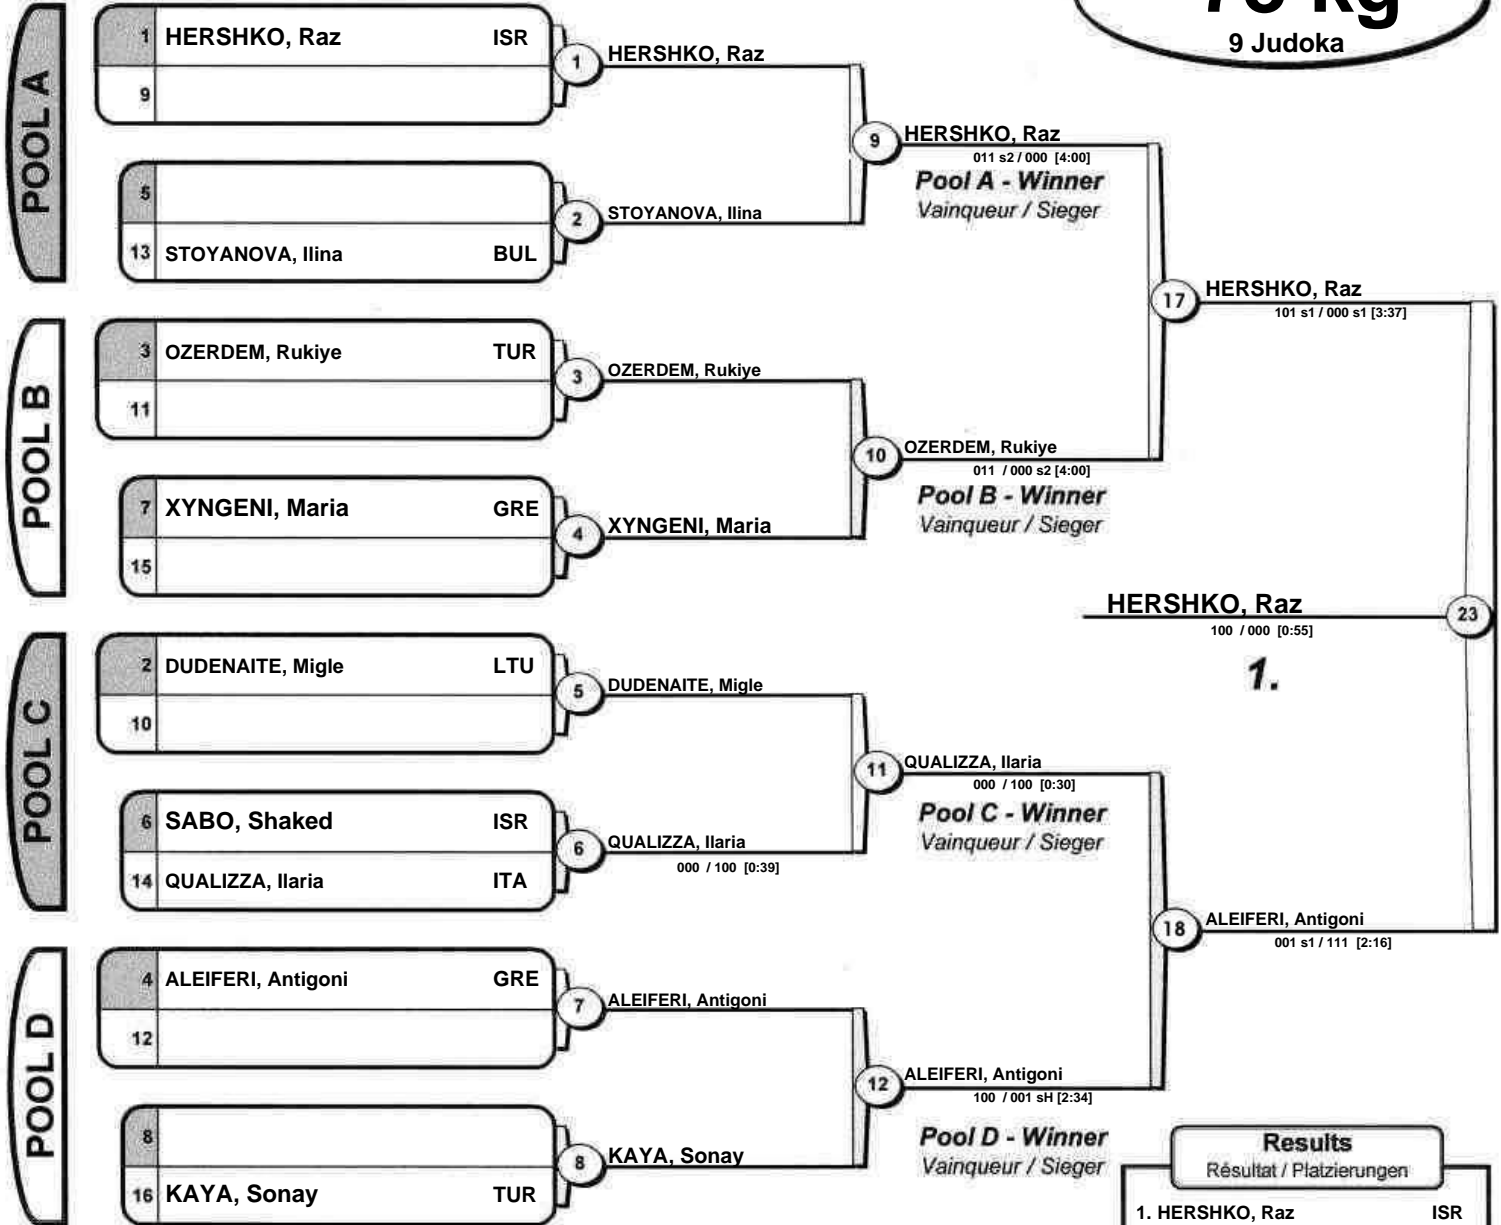 9 Judoka
POOL A
1 HERSHKO, Raz ISR
9
1 HERSHKO, Raz
5
13 STOYANOVA, Ilina BUL
2 STOYANOVA, Ilina
9 HERSHKO, Raz
011 s2 / 000 [4:00]
Pool A - Winner
Vainqueur / Sieger
POOL B
3 OZERDEM, Rukiye TUR
11
3 OZERDEM, Rukiye
7 XYNGENI, Maria GRE
15
4 XYNGENI, Maria
10 OZERDEM, Rukiye
011 / 000 s2 [4:00]
Pool B - Winner
Vainqueur / Sieger
17 HERSHKO, Raz
101 s1 / 000 s1 [3:37]
HERSHKO, Raz 23
100 / 000 [0:55]
1.
POOL C
2 DUDENAITE, Migle LTU
10
5 DUDENAITE, Migle
6 SABO, Shaked ISR
14 QUALIZZA, Ilaria ITA
6 QUALIZZA, Ilaria
000 / 100 [0:39]
11 QUALIZZA, Ilaria
000 / 100 [0:30]
Pool C - Winner
Vainqueur / Sieger
POOL D
4 ALEIFERI, Antigoni GRE
12
7 ALEIFERI, Antigoni
8
16 KAYA, Sonay TUR
8 KAYA, Sonay
12 ALEIFERI, Antigoni
100 / 001 sH [2:34]
Pool D - Winner
Vainqueur / Sieger
18 ALEIFERI, Antigoni
001 s1 / 111 [2:16]
Results
Résultat / Platzierungen
1. HERSHKO, Raz ISR